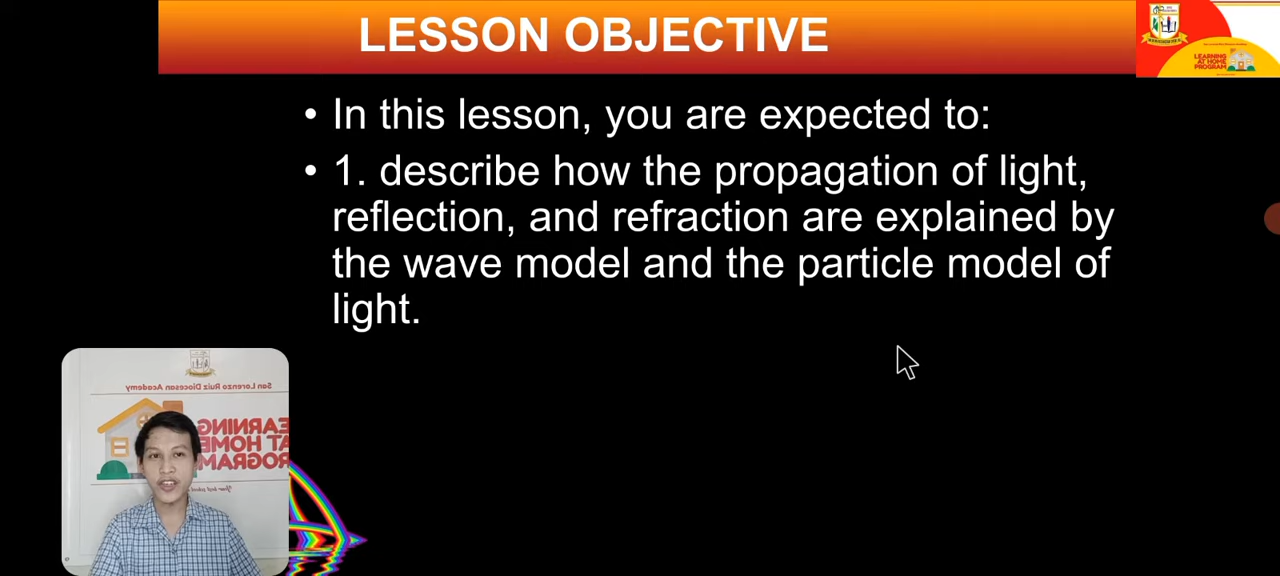 LESSON OBJECTIVE
LEARNING
AT HOME
PROGRAM
• In this lesson, you are expected to:
• 1. describe how the propagation of light,
reflection, and refraction are explained by
the wave model and the particle model of
light.
San Lorenzo Ruiz Diocesan Academy
EARNING
AT HOME
ROGRAM